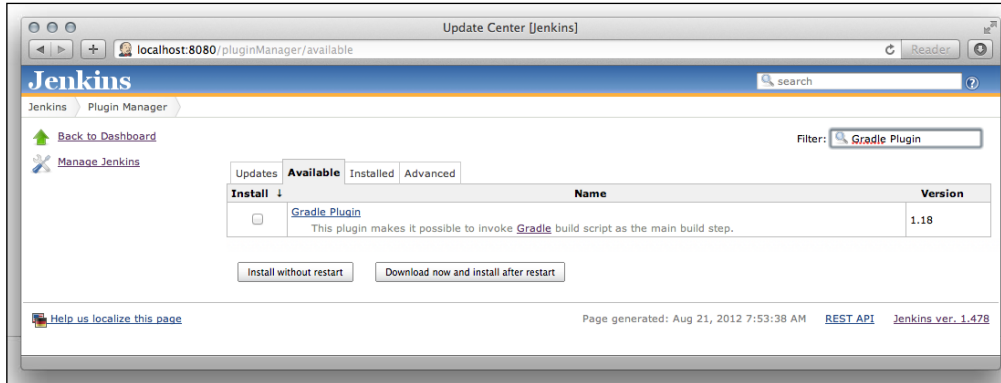 Update Center [Jenkins]
localhost:8080/pluginManager/available
Reader
Jenkins
search
Jenkins Plugin Manager
Back to Dashboard
Manage Jenkins
Filter: Gradle Plugin
Updates Available Installed Advanced
Install ↓ Name Version
Gradle Plugin
This plugin makes it possible to invoke Gradle build script as the main build step.
1.18
Install without restart Download now and install after restart
Help us localize this page Page generated: Aug 21, 2012 7:53:38 AM REST API Jenkins ver. 1.478